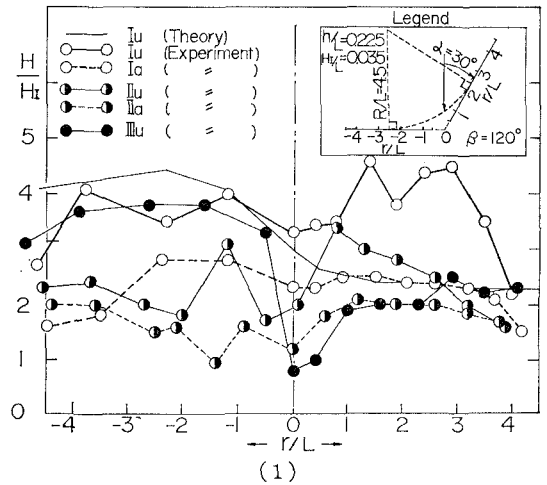 Iu (Theory)
Iu (Experiment)
Ia ( 〃 )
IIu ( 〃 )
IIa ( 〃 )
IIIu ( 〃 )
Legend
h/L=0.225
HI/L=0.035
R/L=4.50
α=30°
β=120°
-4 -3 -2 -1 0 1 2 3 4
r/L
r/L
H
HI
5
4
2
1
0
-4 -3 -2 -1 0 1 2 3 4
r/L
(1)